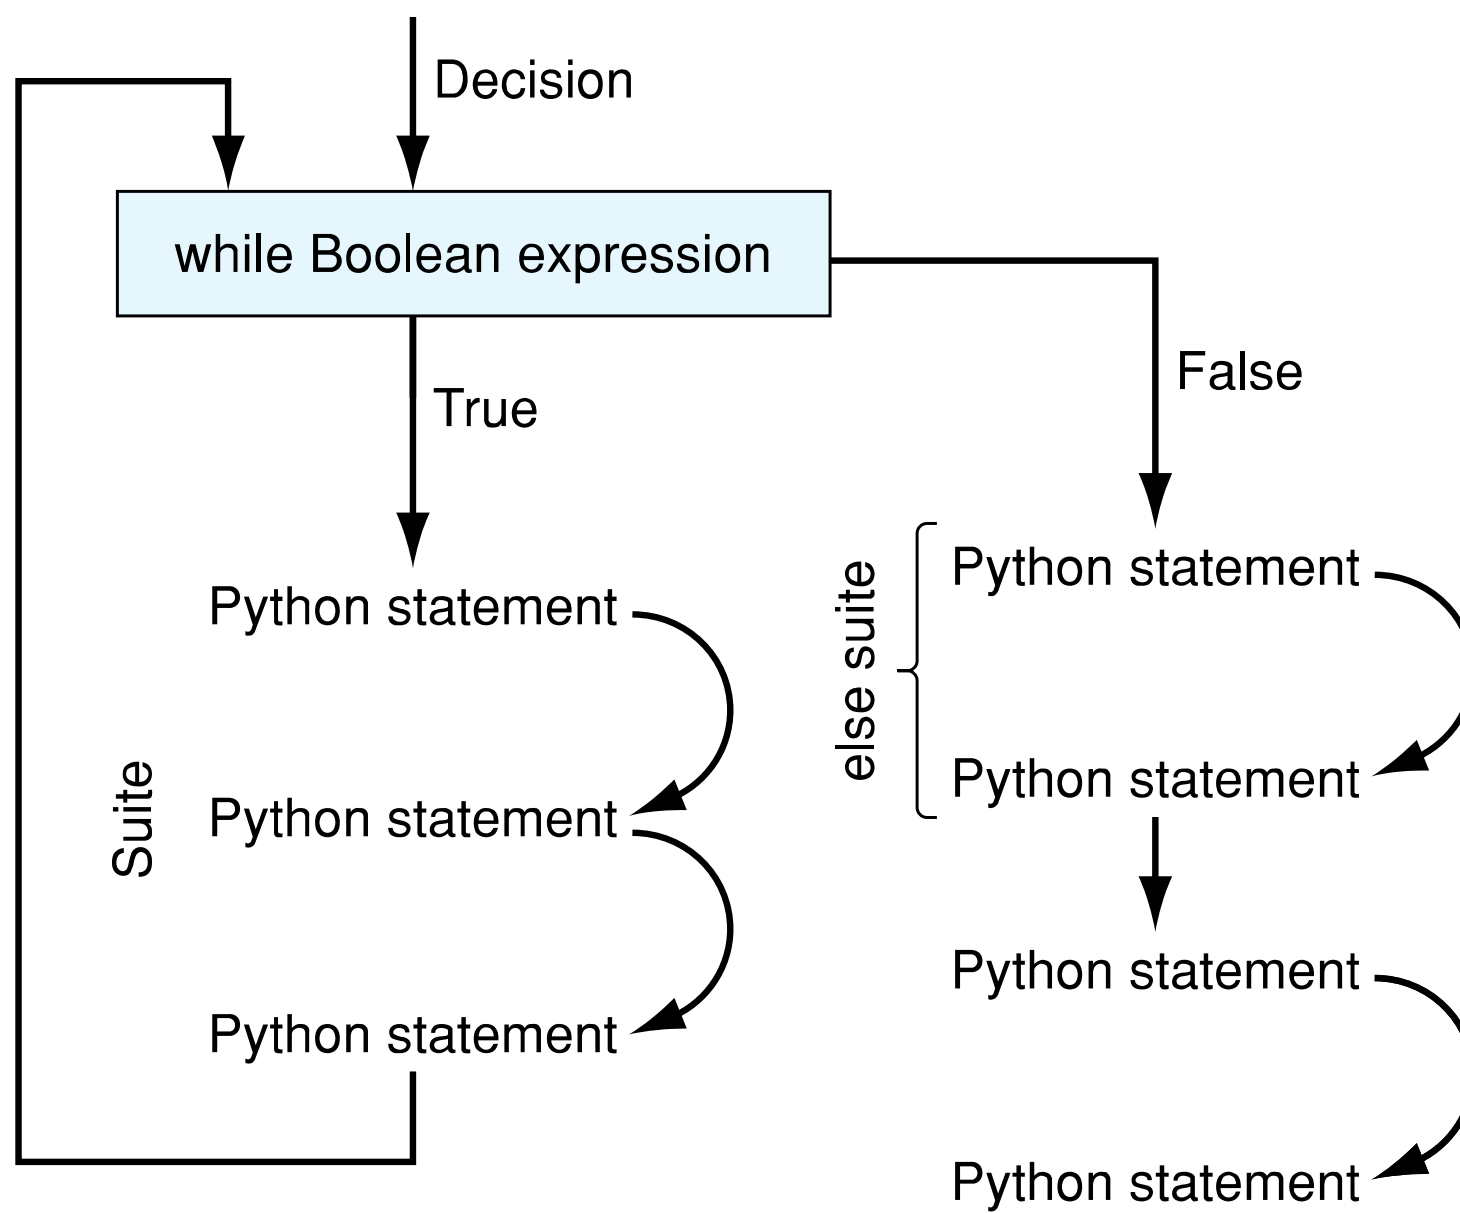 Decision
while Boolean expression
True
False
Suite
Python statement
Python statement
Python statement
else suite
Python statement
Python statement
Python statement
Python statement